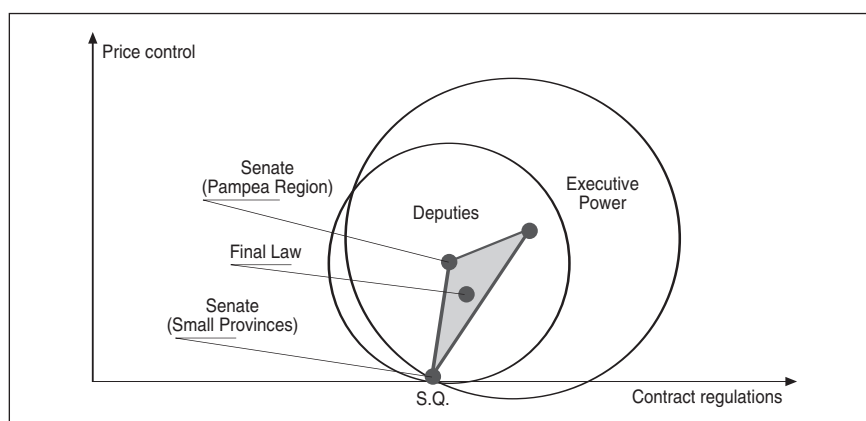 Price control
Senate
(Pampea Region)
Deputies
Executive
Power
Final Law
Senate
(Small Provinces)
S.Q.
Contract regulations